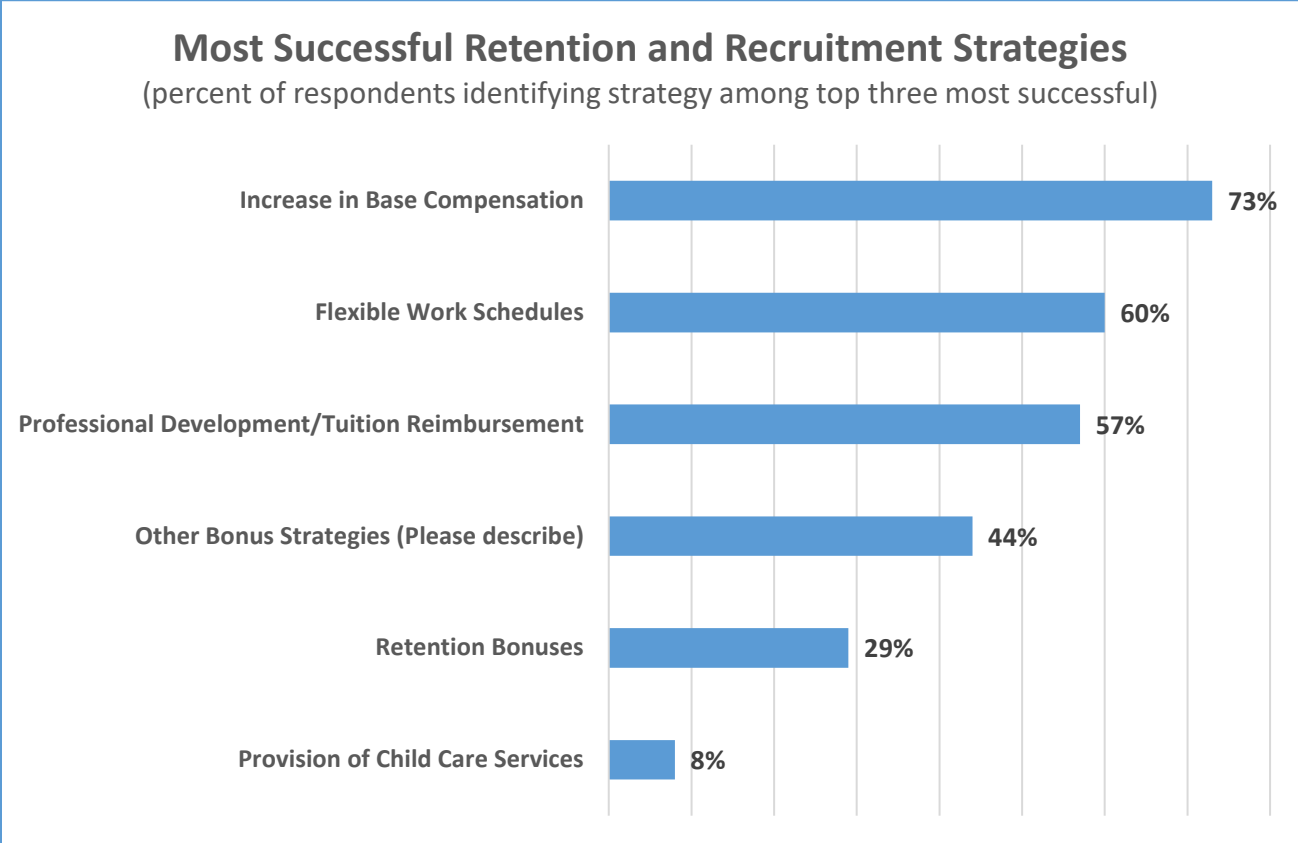 Most Successful Retention and Recruitment Strategies
(percent of respondents identifying strategy among top three most successful)
Increase in Base Compensation 73%
Flexible Work Schedules 60%
Professional Development/Tuition Reimbursement 57%
Other Bonus Strategies (Please describe) 44%
Retention Bonuses 29%
Provision of Child Care Services 8%